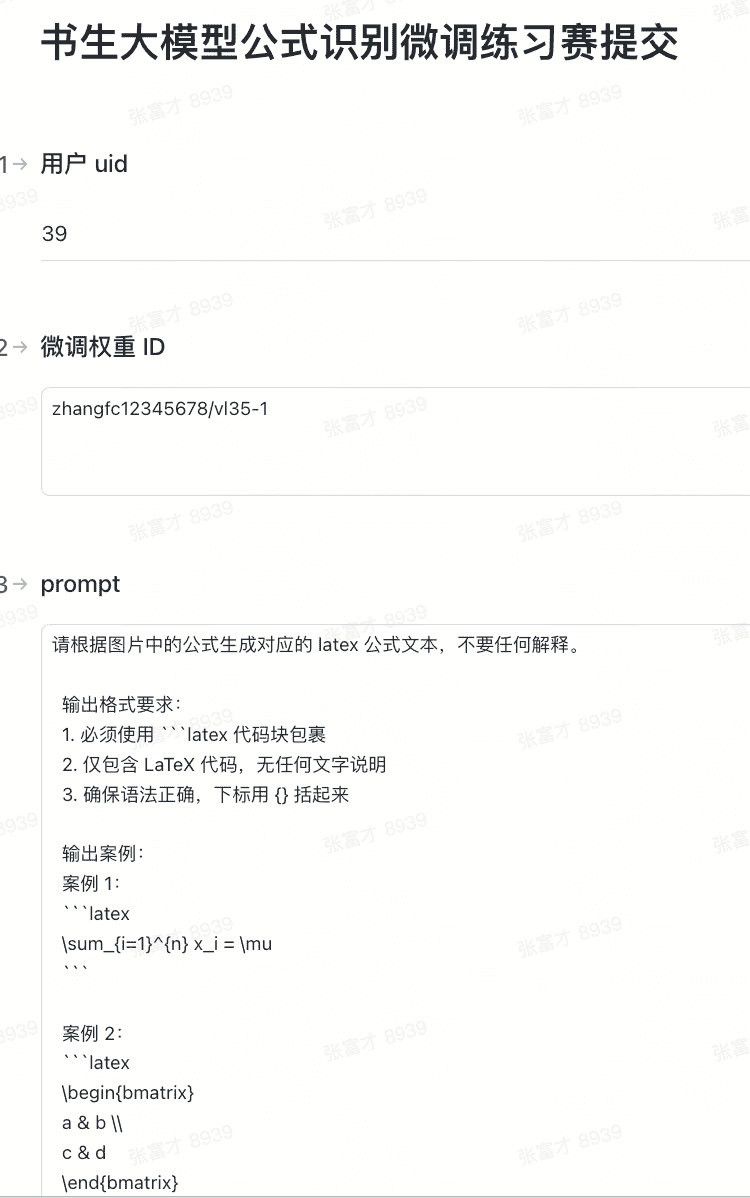 书生大模型公式识别微调练习赛提交
1→ 用户 uid
39
2→ 微调权重 ID
zhangfc12345678/vl35-1
3→ prompt
请根据图片中的公式生成对应的 latex 公式文本，不要任何解释。
输出格式要求：
1. 必须使用 ```latex 代码块包裹
2. 仅包含 LaTeX 代码，无任何文字说明
3. 确保语法正确，下标用 {} 括起来
输出案例：
案例 1：
```latex
\sum_{i=1}^{n} x_i = \mu
```
案例 2：
```latex
\begin{bmatrix}
a & b \\
c & d
\end{bmatrix}
张富才 8939